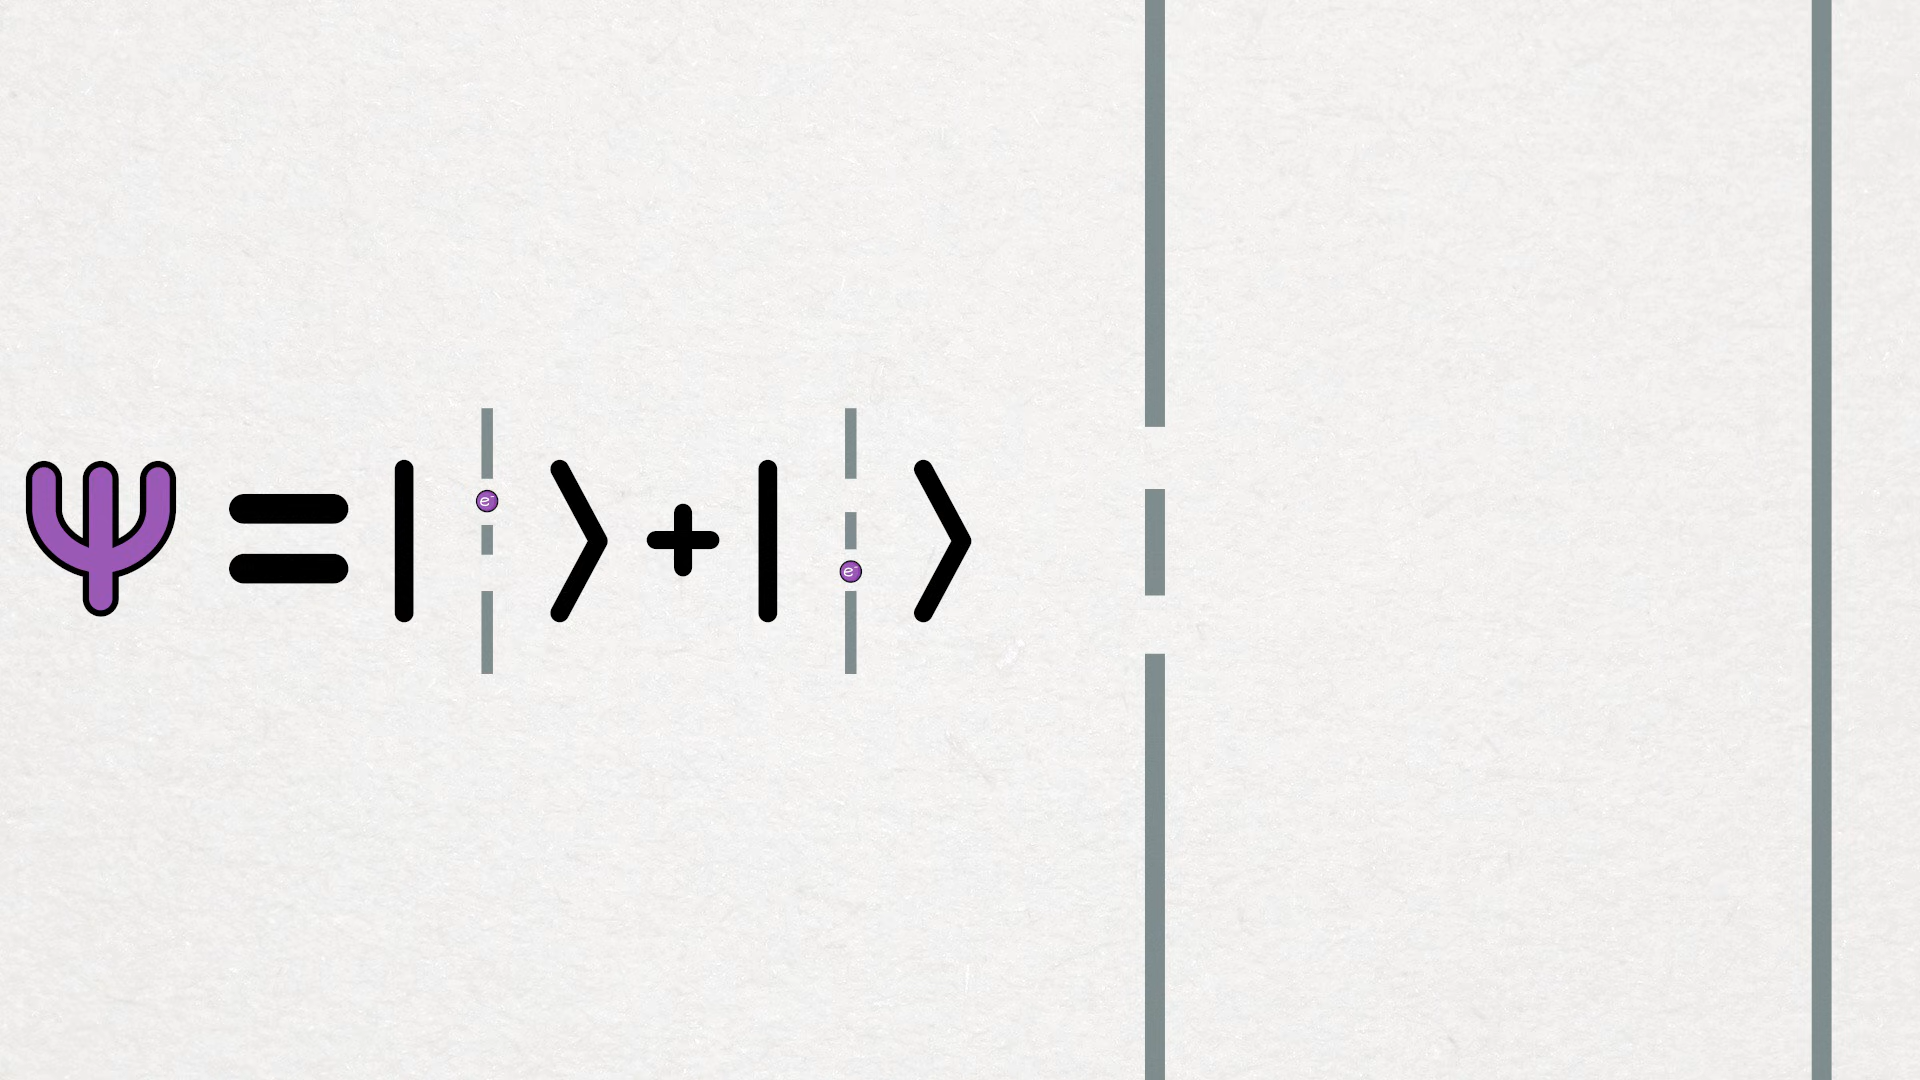 Ψ = | e⁻ ⟩ + | e⁻ ⟩